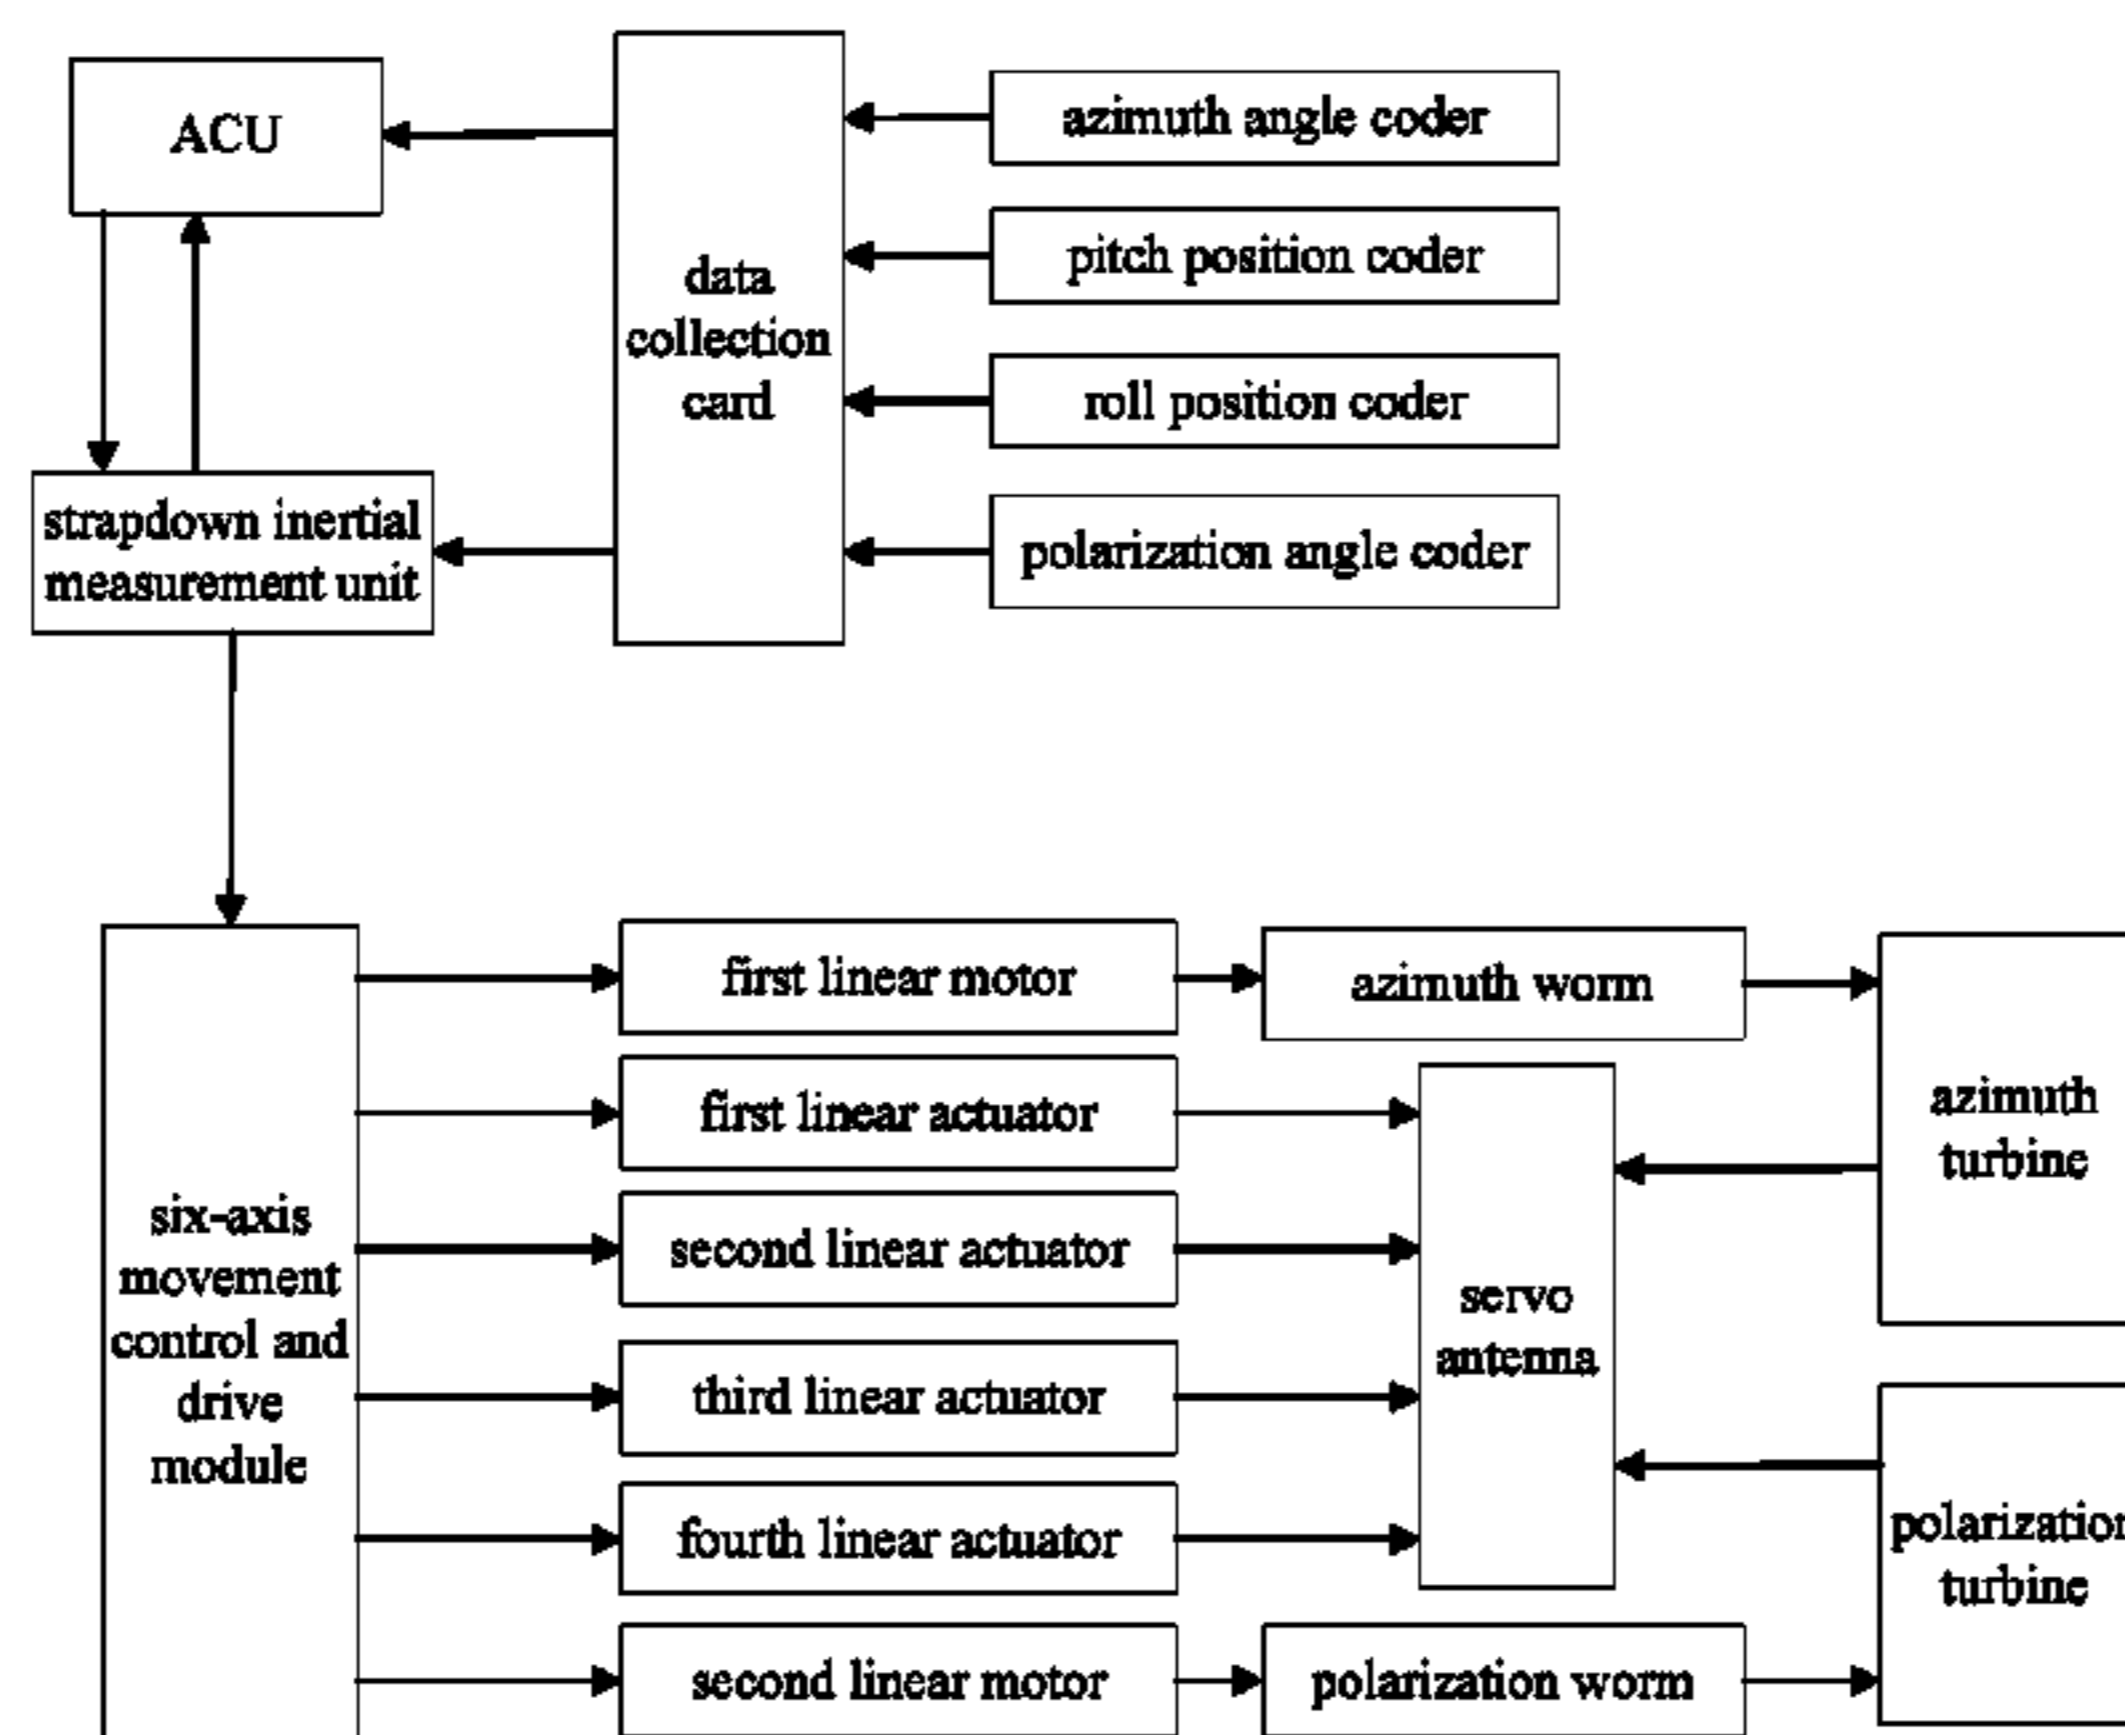 ACU
data
collection
card
azimuth angle coder
pitch position coder
roll position coder
polarization angle coder
strapdown inertial
measurement unit
six-axis
movement
control and
drive
module
first linear motor
first linear actuator
second linear actuator
third linear actuator
fourth linear actuator
second linear motor
azimuth worm
servo
antenna
polarization worm
azimuth
turbine
polarization
turbine